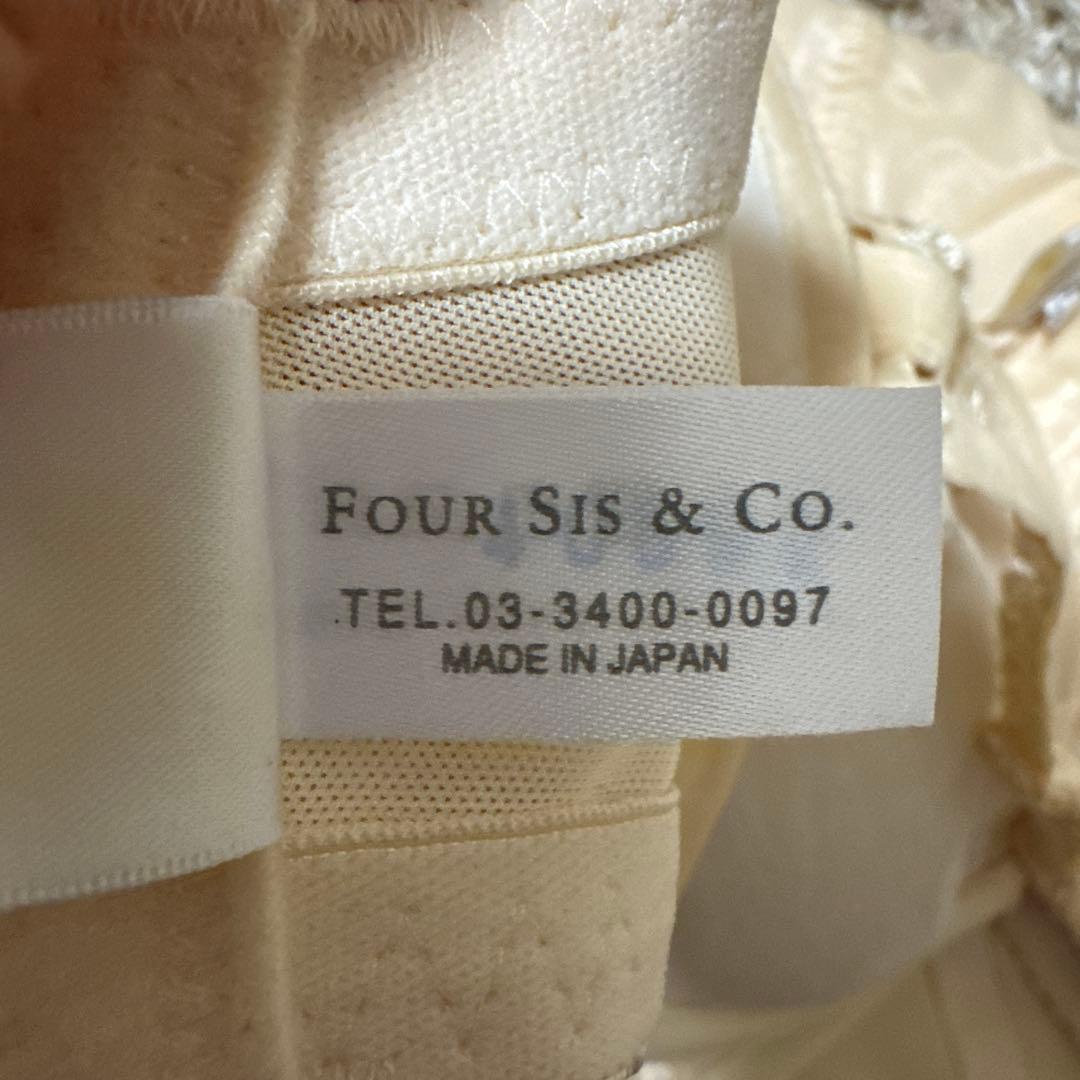 FOUR SIS & CO.
TEL.03-3400-0097
MADE IN JAPAN